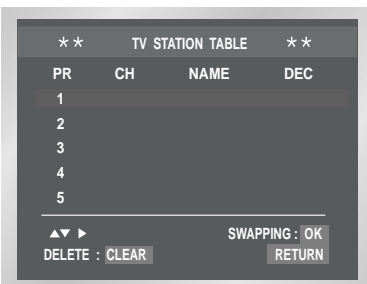 ** TV STATION TABLE **
PR CH NAME DEC
1
2
3
4
5
▲▼ ▶ SWAPPING : OK
DELETE : CLEAR RETURN